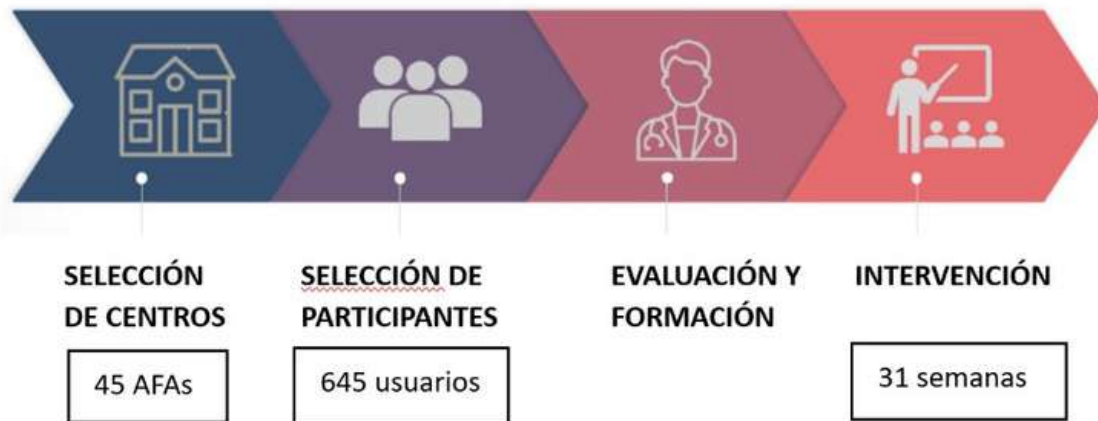 SELECCIÓN
DE CENTROS
45 AFAs
SELECCIÓN DE
PARTICIPANTES
645 usuarios
EVALUACIÓN Y
FORMACIÓN
INTERVENCIÓN
31 semanas